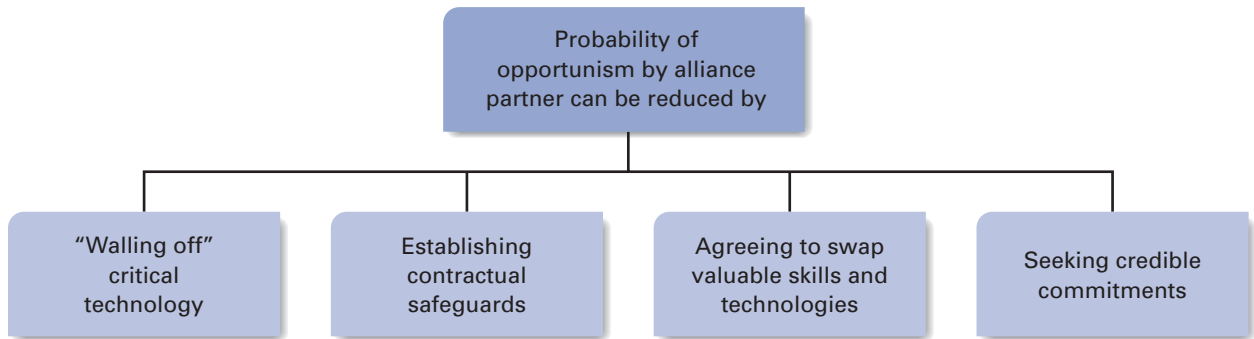 Probability of
opportunism by alliance
partner can be reduced by
“Walling off”
critical
technology
Establishing
contractual
safeguards
Agreeing to swap
valuable skills and
technologies
Seeking credible
commitments